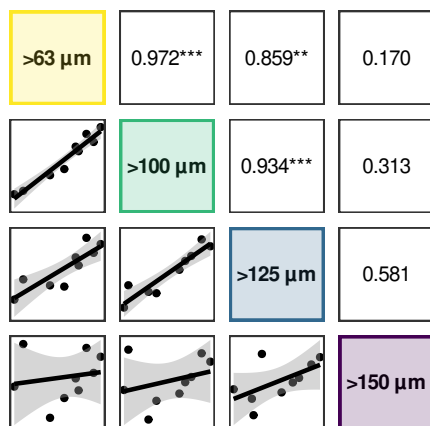 >63 µm 0.972*** 0.859** 0.170
>100 µm 0.934*** 0.313
>125 µm 0.581
>150 µm